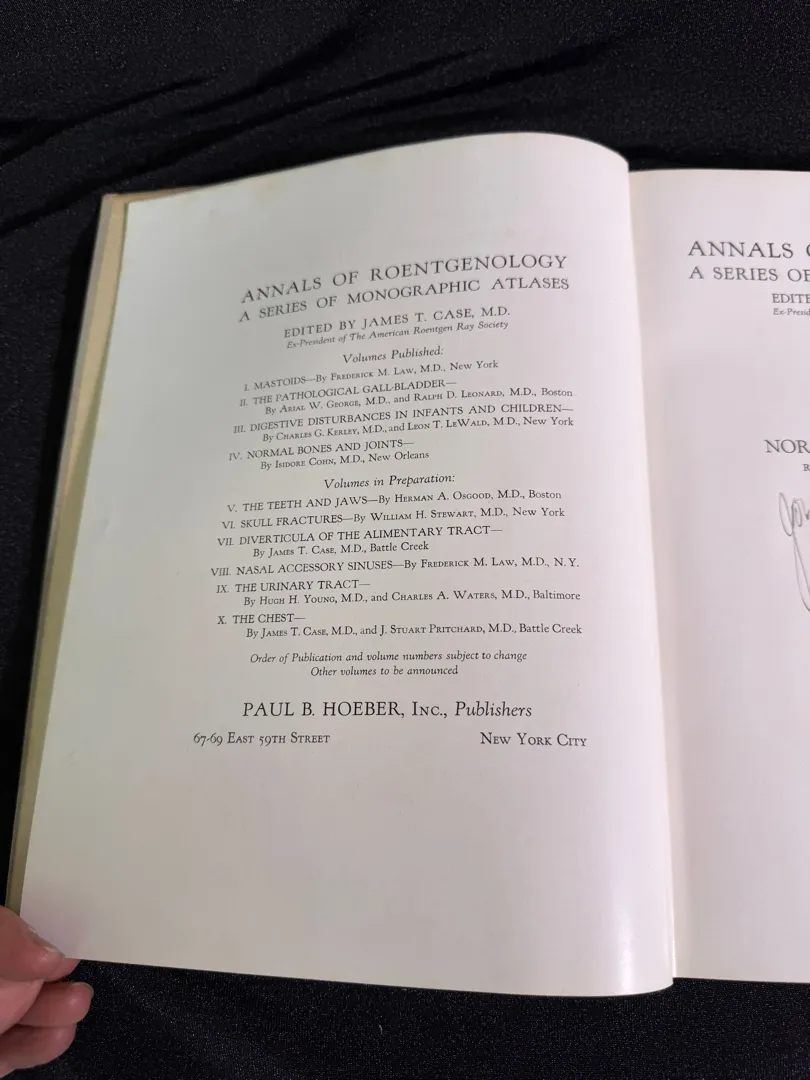 ANNALS OF ROENTGENOLOGY
A SERIES OF MONOGRAPHIC ATLASES
EDITED BY JAMES T. CASE, M.D.
Ex-President of The American Roentgen Ray Society
Volumes Published:
I. MASTOIDS—By Frederick M. Law, M.D., New York
II. THE PATHOLOGICAL GALL-BLADDER—
By Arial W. George, M.D., and Ralph D. Leonard, M.D., Boston
III. DIGESTIVE DISTURBANCES IN INFANTS AND CHILDREN—
By Charles G. Kerley, M.D., and Leon T. LeWald, M.D., New York
IV. NORMAL BONES AND JOINTS—
By Isidore Cohn, M.D., New Orleans
Volumes in Preparation:
V. THE TEETH AND JAWS—By Herman A. Osgood, M.D., Boston
VI. SKULL FRACTURES—By William H. Stewart, M.D., New York
VII. DIVERTICULA OF THE ALIMENTARY TRACT—
By James T. Case, M.D., Battle Creek
VIII. NASAL ACCESSORY SINUSES—By Frederick M. Law, M.D., N.Y.
IX. THE URINARY TRACT—
By Hugh H. Young, M.D., and Charles A. Waters, M.D., Baltimore
X. THE CHEST—
By James T. Case, M.D., and J. Stuart Pritchard, M.D., Battle Creek
Order of Publication and volume numbers subject to change
Other volumes to be announced
PAUL B. HOEBER, Inc., Publishers
67-69 East 59th Street New York City
ANNALS
A SERIES OF
EDITE
Ex-Presid
NOR